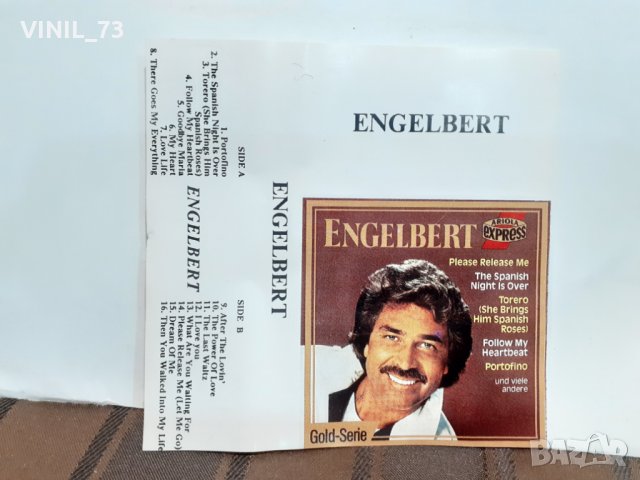 VINIL_73
ENGELBERT
ENGELBERT
ARIOLA
EXPRESS
Please Release Me
The Spanish
Night Is Over
Torero
(She Brings
Him Spanish
Roses)
Follow My
Heartbeat
Portofino
und viele
andere
Gold-Serie
ENGELBERT
SIDE A
1. Portofino
2. The Spanish Night Is Over
3. Torero (She Brings Him
Spanish Roses)
4. Follow My Heartbeat
5. Goodbye Maria
6. My Heart
7. Love Life
8. There Goes My Everything
ENGELBERT
SIDE B
9. After The Lovin'
10. The Power Of Love
11. The Last Waltz
12. I Love you
13. What Are You Waiting For
14. Please Release Me (Let Me Go)
15. Dream Of Me
16. Then You Walked Into My Life
BAZAR
bg